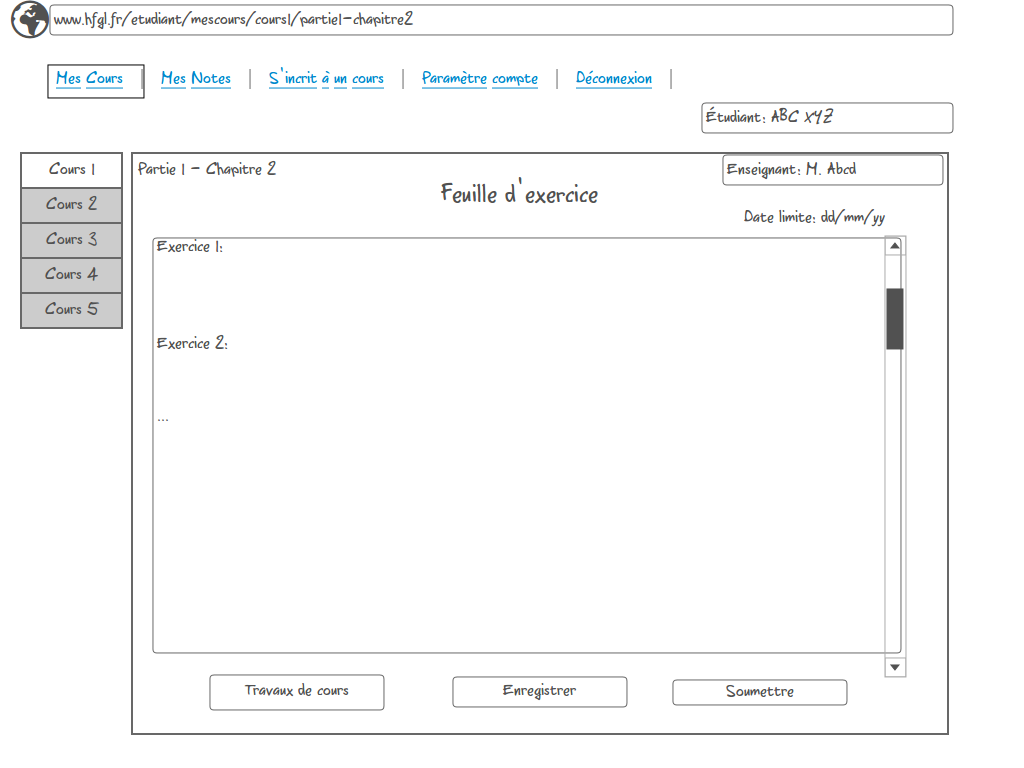 www.hfgl.fr/etudiant/mescours/cours1/partie1-chapitre2
Mes Cours | Mes Notes | S'incrit à un cours | Paramètre compte | Déconnexion |
Étudiant: ABC XYZ
Cours 1
Cours 2
Cours 3
Cours 4
Cours 5
Partie 1 - Chapitre 2
Enseignant: M. Abcd
Feuille d'exercice
Date limite: dd/mm/yy
Exercice 1:
Exercice 2:
...
Travaux de cours
Enregistrer
Soumettre